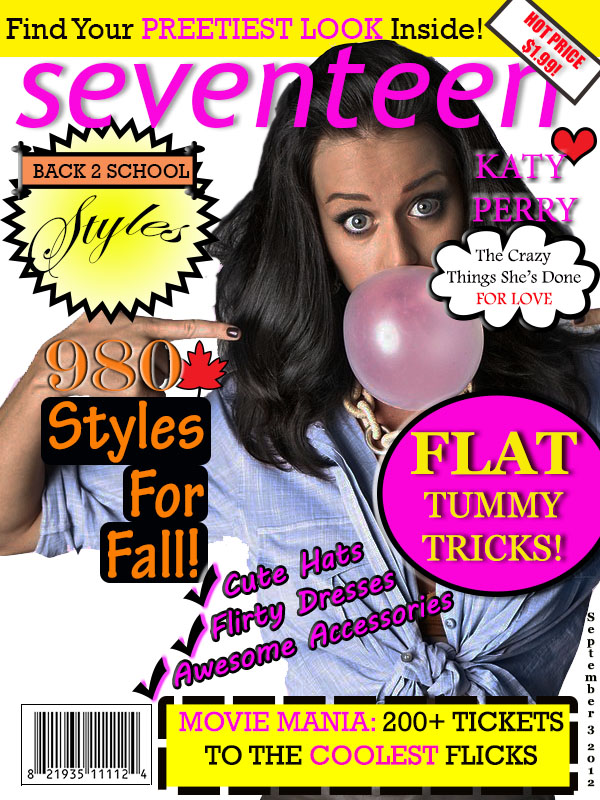 Find Your PREETIEST LOOK Inside!
HOT PRICE
$1.99!
seventeen
BACK 2 SCHOOL
Styles
KATY
PERRY
The Crazy
Things She's Done
FOR LOVE
980
Styles
For
Fall!
FLAT
TUMMY
TRICKS!
Cute Hats
Flirty Dresses
Awesome Accessories
September 3 2012
MOVIE MANIA: 200+ TICKETS
TO THE COOLEST FLICKS
8 21935 11112 4